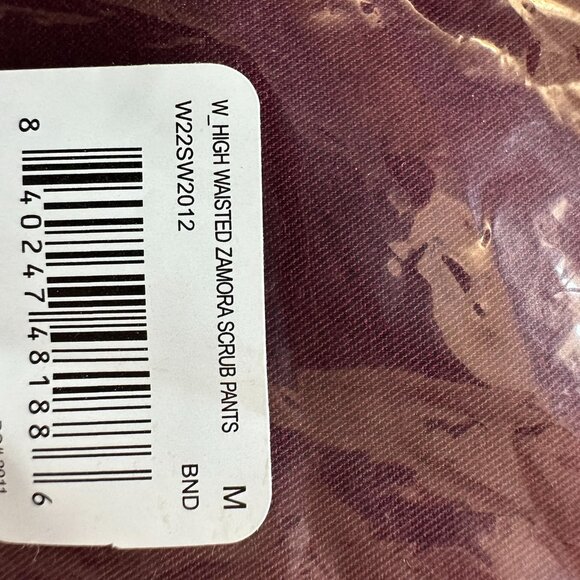 W_HIGH WAISTED ZAMORA SCRUB PANTS M
W22SW2012 BND
8 40247 48188 6